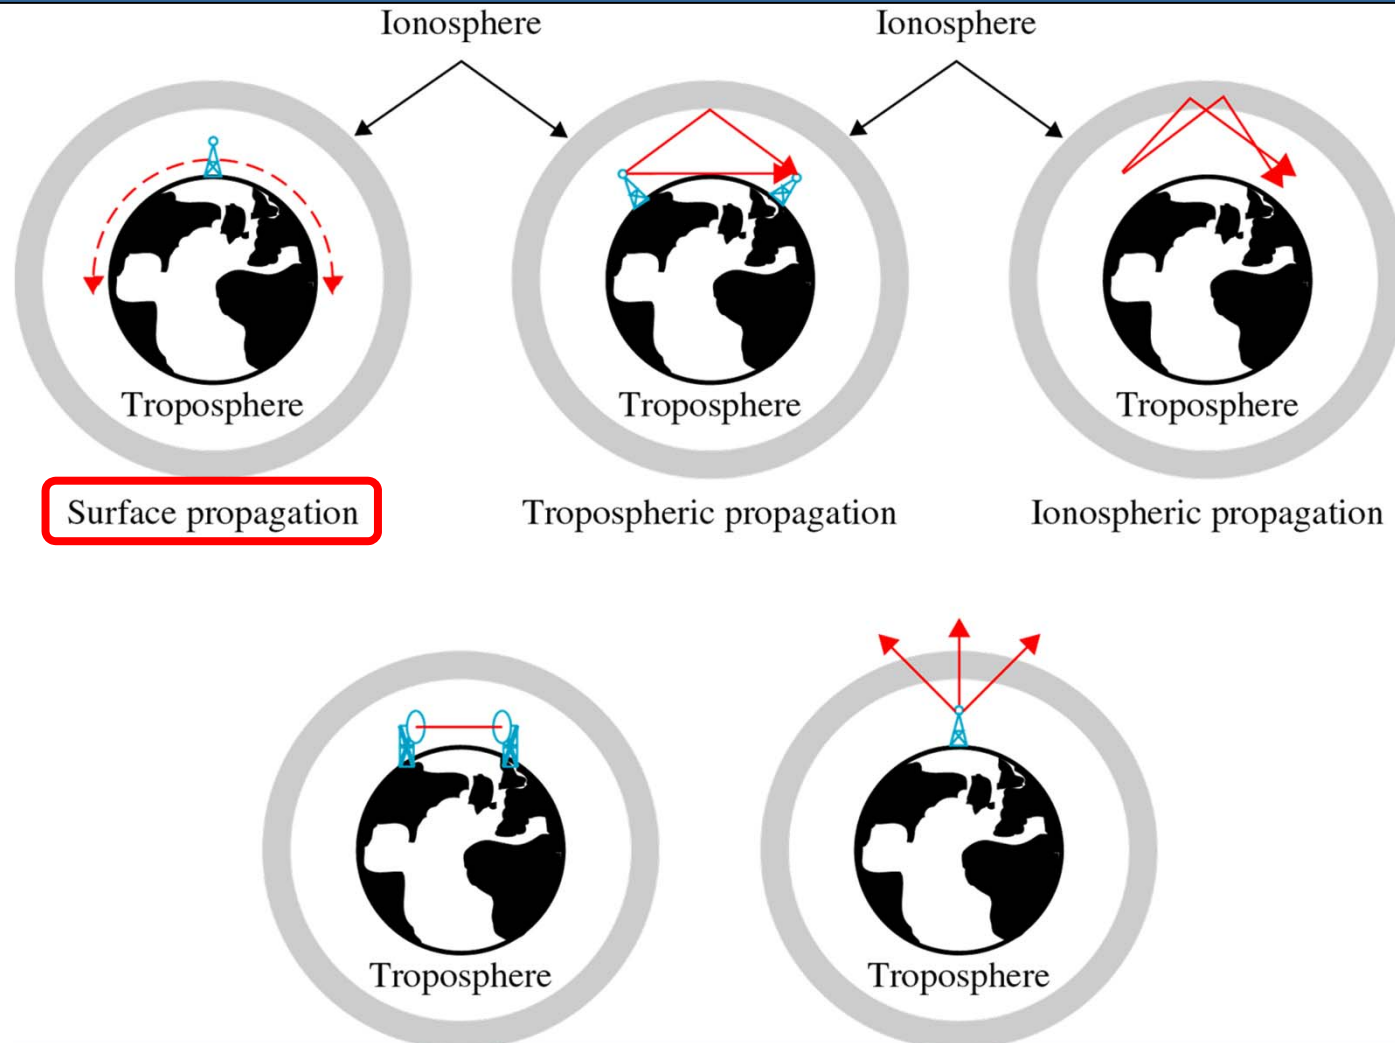 Ionosphere
Ionosphere
Troposphere
Troposphere
Troposphere
Surface propagation
Tropospheric propagation
Ionospheric propagation
Troposphere
Troposphere